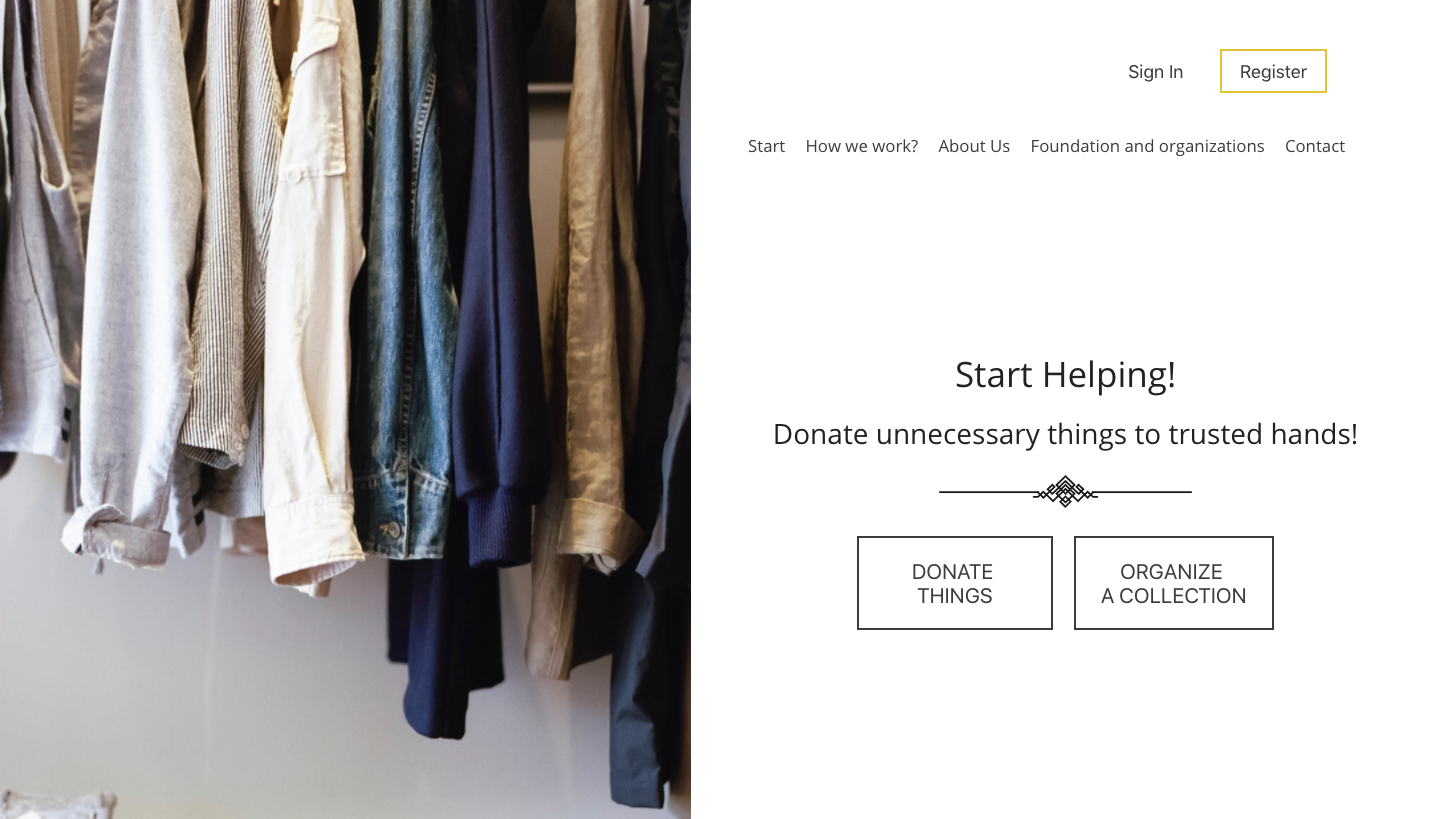 Sign In Register
Start How we work? About Us Foundation and organizations Contact
Start Helping!
Donate unnecessary things to trusted hands!
DONATE
THINGS
ORGANIZE
A COLLECTION